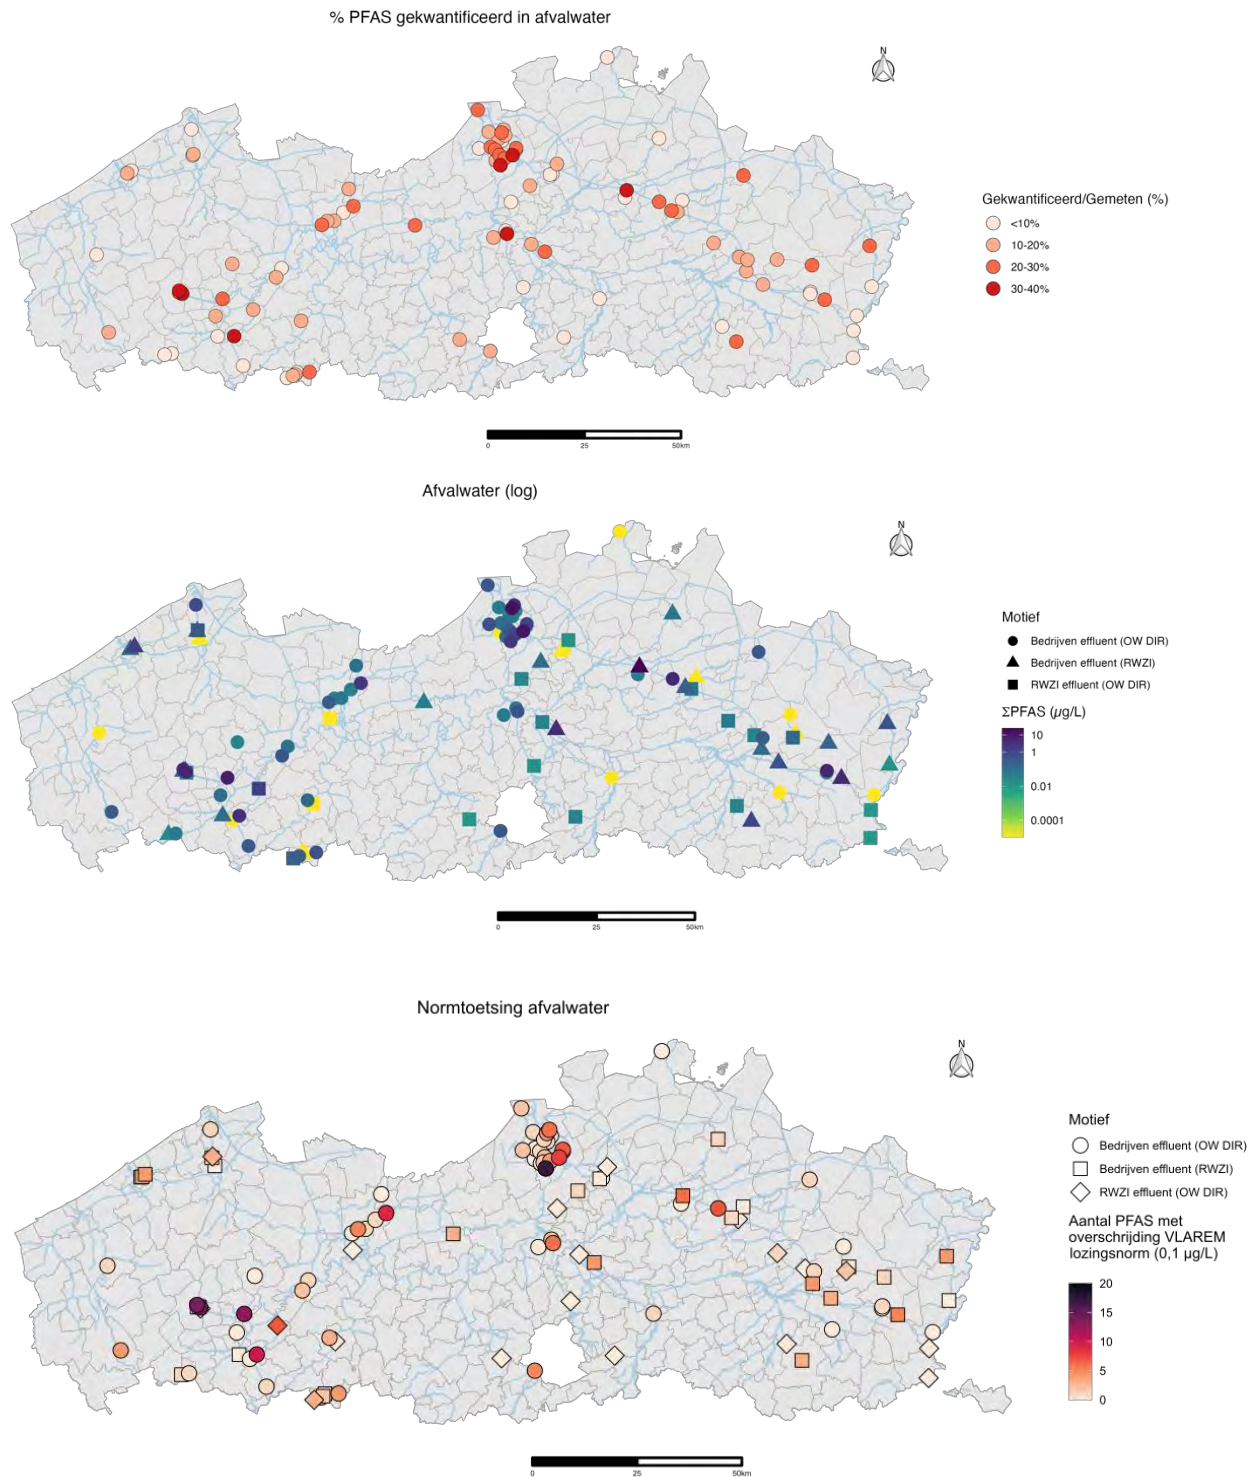 % PFAS gekwantificeerd in afvalwater
N
Gekwantificeerd/Gemeten (%)
<10%
10-20%
20-30%
30-40%
0 25 50km
Afvalwater (log)
N
Motief
Bedrijven effluent (OW DIR)
Bedrijven effluent (RWZI)
RWZI effluent (OW DIR)
ΣPFAS (µg/L)
10
1
0.01
0.0001
0 25 50km
Normtoetsing afvalwater
N
Motief
Bedrijven effluent (OW DIR)
Bedrijven effluent (RWZI)
RWZI effluent (OW DIR)
Aantal PFAS met
overschrijding VLAREM
lozingsnorm (0,1 µg/L)
20
15
10
5
0
0 25 50km